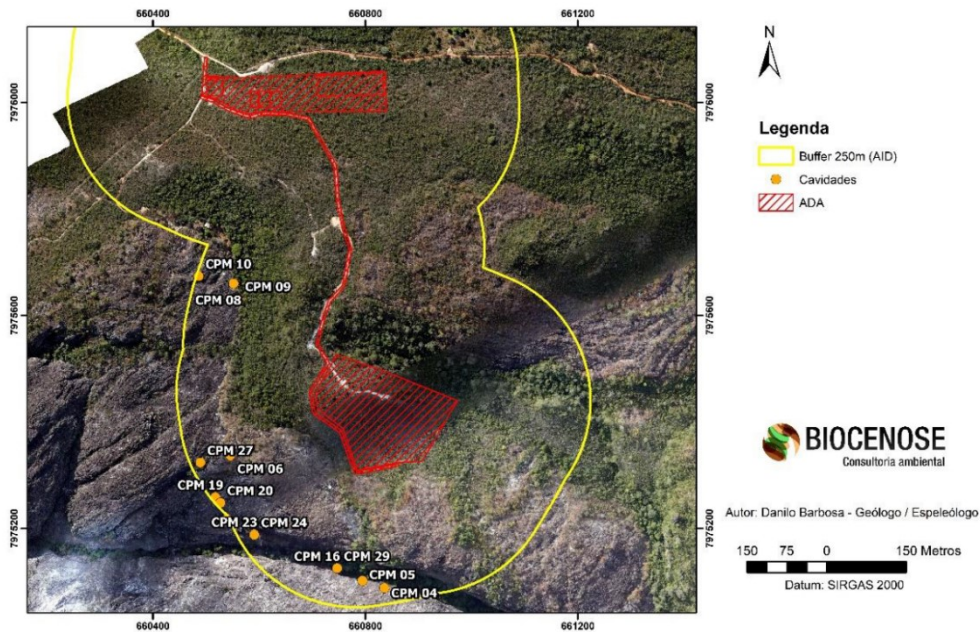 660400 660800 661200
7976000 7976000
7975600 7975600
7975200 7975200
CPM 10
CPM 08 CPM 09
CPM 27
CPM 06
CPM 19 CPM 20
CPM 23 CPM 24
CPM 16 CPM 29
CPM 05
CPM 04
660400 660800 661200
N
Legenda
Buffer 250m (AID)
Cavidades
ADA
BIOCENOSE
Consultoria ambiental
Autor: Danilo Barbosa - Geólogo / Espeleólogo
150 75 0 150 Metros
Datum: SIRGAS 2000